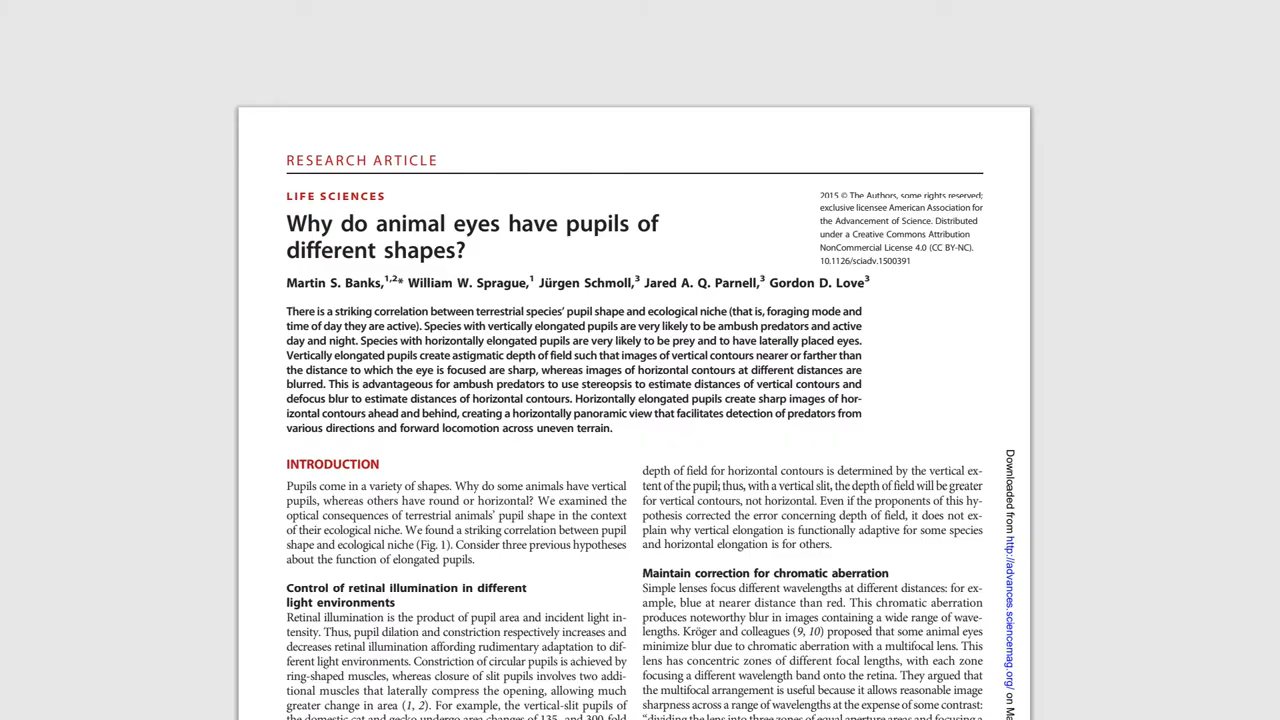 RESEARCH ARTICLE
LIFE SCIENCES
Why do animal eyes have pupils of
different shapes?
2015 © The Authors, some rights reserved;
exclusive licensee American Association for
the Advancement of Science. Distributed
under a Creative Commons Attribution
NonCommercial License 4.0 (CC BY-NC).
10.1126/sciadv.1500391
Martin S. Banks,1,2* William W. Sprague,1 Jürgen Schmoll,3 Jared A. Q. Parnell,3 Gordon D. Love3
There is a striking correlation between terrestrial species' pupil shape and ecological niche (that is, foraging mode and
time of day they are active). Species with vertically elongated pupils are very likely to be ambush predators and active
day and night. Species with horizontally elongated pupils are very likely to be prey and to have laterally placed eyes.
Vertically elongated pupils create astigmatic depth of field such that images of vertical contours nearer or farther than
the distance to which the eye is focused are sharp, whereas images of horizontal contours at different distances are
blurred. This is advantageous for ambush predators to use stereopsis to estimate distances of vertical contours and
defocus blur to estimate distances of horizontal contours. Horizontally elongated pupils create sharp images of hor-
izontal contours ahead and behind, creating a horizontally panoramic view that facilitates detection of predators from
various directions and forward locomotion across uneven terrain.
INTRODUCTION
Pupils come in a variety of shapes. Why do some animals have vertical
pupils, whereas others have round or horizontal? We examined the
optical consequences of terrestrial animals' pupil shape in the context
of their ecological niche. We found a striking correlation between pupil
shape and ecological niche (Fig. 1). Consider three previous hypotheses
about the function of elongated pupils.
Control of retinal illumination in different
light environments
Retinal illumination is the product of pupil area and incident light in-
tensity. Thus, pupil dilation and constriction respectively increases and
decreases retinal illumination affording rudimentary adaptation to dif-
ferent light environments. Constriction of circular pupils is achieved by
ring-shaped muscles, whereas closure of slit pupils involves two addi-
tional muscles that laterally compress the opening, allowing much
greater change in area (1, 2). For example, the vertical-slit pupils of
the domestic cat and gecko undergo area changes of 135- and 300-fold
depth of field for horizontal contours is determined by the vertical ex-
tent of the pupil; thus, with a vertical slit, the depth of field will be greater
for vertical contours, not horizontal. Even if the proponents of this hy-
pothesis corrected the error concerning depth of field, it does not ex-
plain why vertical elongation is functionally adaptive for some species
and horizontal elongation is for others.
Maintain correction for chromatic aberration
Simple lenses focus different wavelengths at different distances: for ex-
ample, blue at nearer distance than red. This chromatic aberration
produces noteworthy blur in images containing a wide range of wave-
lengths. Kröger and colleagues (9, 10) proposed that some animal eyes
minimize blur due to chromatic aberration with a multifocal lens. This
lens has concentric zones of different focal lengths, with each zone
focusing a different wavelength band onto the retina. They argued that
the multifocal arrangement is useful because it allows reasonable image
sharpness across a range of wavelengths at the expense of some contrast:
"dividing the lens into three zones of equal aperture areas and focusing a
Downloaded from http://advances.sciencemag.org/ on